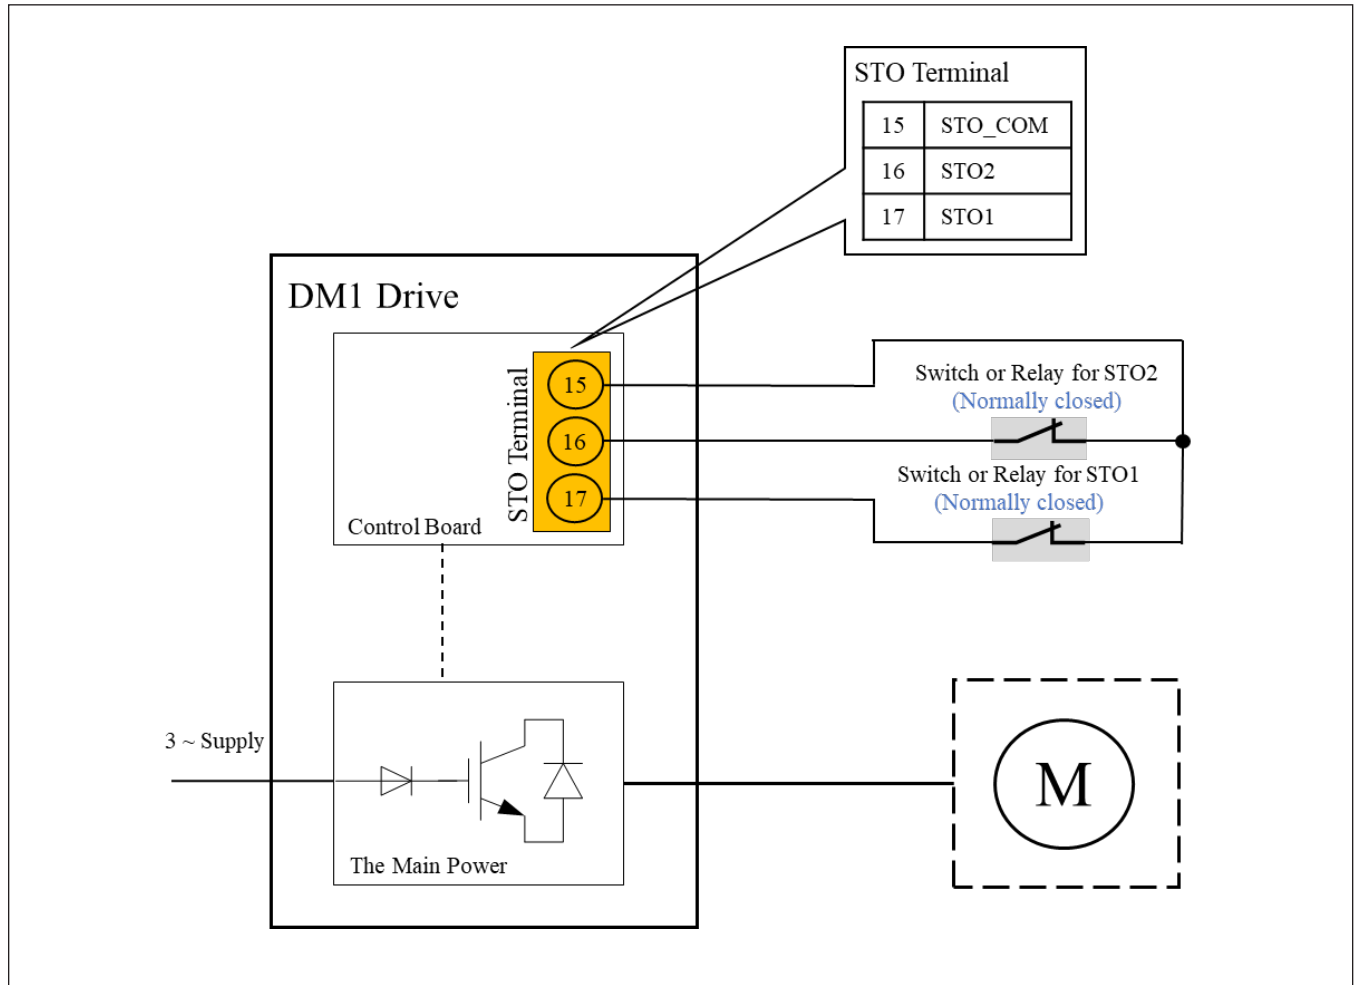 STO Terminal
15 STO_COM
16 STO2
17 STO1
DM1 Drive
STO Terminal
15
16
17
Control Board
Switch or Relay for STO2
(Normally closed)
Switch or Relay for STO1
(Normally closed)
3 ~ Supply
The Main Power
M